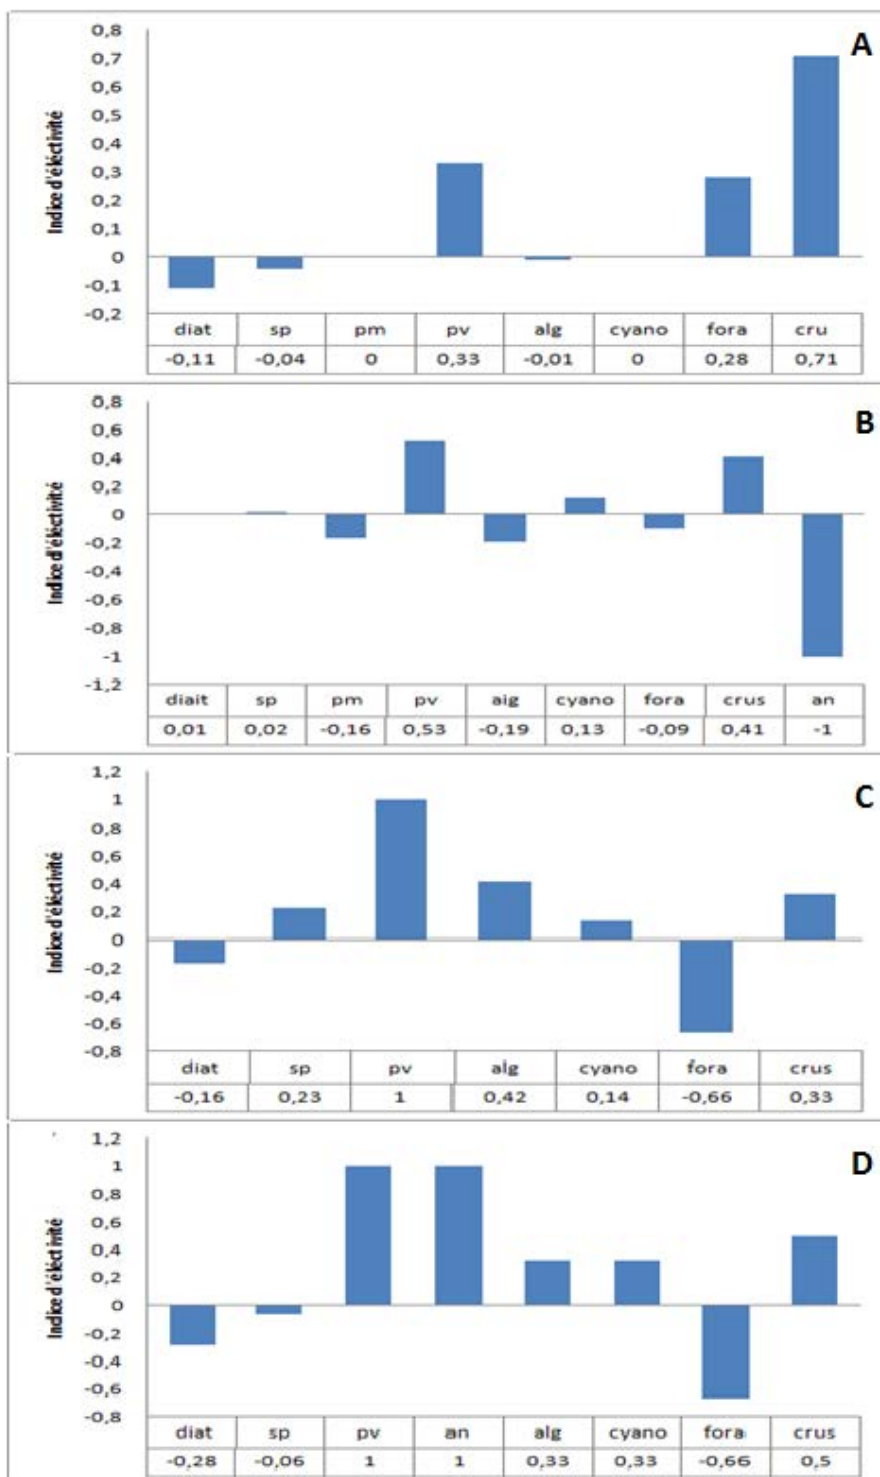 A
Indice d'éléctivité
0,8
0,7
0,6
0,5
0,4
0,3
0,2
0,1
0
-0,1
-0,2
diat sp pm pv alg cyano fora cru
-0,11 -0,04 0 0,33 -0,01 0 0,28 0,71
B
Indice d'éléctivité
0,8
0,6
0,4
0,2
0
-0,2
-0,4
-0,6
-0,8
-1
-1,2
diait sp pm pv aig cyano fora crus an
0,01 0,02 -0,16 0,53 -0,19 0,13 -0,09 0,41 -1
C
Indice d'éléctivité
1,2
1
0,8
0,6
0,4
0,2
0
-0,2
-0,4
-0,6
-0,8
diat sp pv alg cyano fora crus
-0,16 0,23 1 0,42 0,14 -0,66 0,33
D
Indice d'éléctivité
1,2
1
0,8
0,6
0,4
0,2
0
-0,2
-0,4
-0,6
-0,8
diat sp pv an alg cyano fora crus
-0,28 -0,06 1 1 0,33 0,33 -0,66 0,5